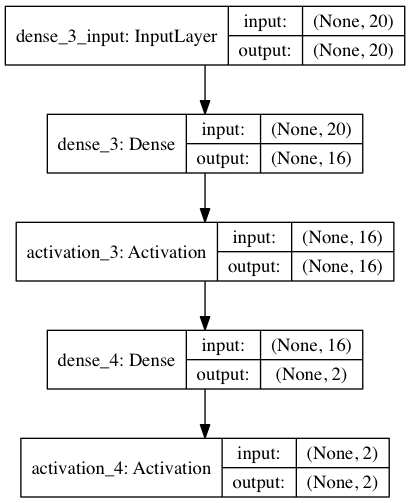 dense_3_input: InputLayer
input: (None, 20)
output: (None, 20)
dense_3: Dense
input: (None, 20)
output: (None, 16)
activation_3: Activation
input: (None, 16)
output: (None, 16)
dense_4: Dense
input: (None, 16)
output: (None, 2)
activation_4: Activation
input: (None, 2)
output: (None, 2)